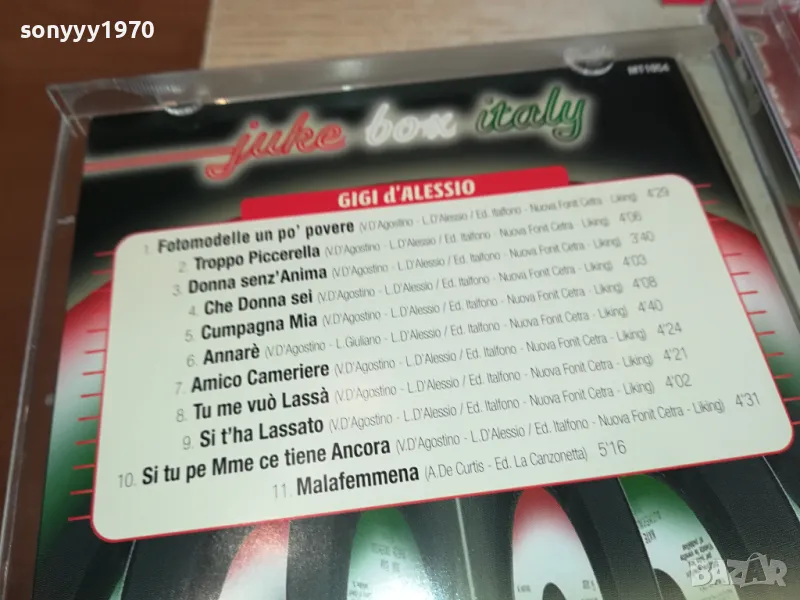 sonyyy1970
MT1054
juke box italy
GIGI d'ALESSIO
1. Fotomodelle un po' povere (V.D'Agostino - L.D'Alessio / Ed. Italfono - Nuova Fonit Cetra - Liking) 4'29
2. Troppo Piccerella (V.D'Agostino - L.D'Alessio / Ed. Italfono - Nuova Fonit Cetra - Liking) 4'06
3. Donna senz'Anima (V.D'Agostino - L.D'Alessio / Ed. Italfono - Nuova Fonit Cetra - Liking) 3'40
4. Che Donna sei (V.D'Agostino - L.D'Alessio / Ed. Italfono - Nuova Fonit Cetra - Liking) 4'03
5. Cumpagna Mia (V.D'Agostino - L.D'Alessio / Ed. Italfono - Nuova Fonit Cetra - Liking) 4'08
6. Annarè (V.D'Agostino - L. Giuliano - L.D'Alessio / Ed. Italfono - Nuova Fonit Cetra - Liking) 4'40
7. Amico Cameriere (V.D'Agostino - L.D'Alessio / Ed. Italfono - Nuova Fonit Cetra - Liking) 4'24
8. Tu me vuò Lassà (V.D'Agostino - L.D'Alessio / Ed. Italfono - Nuova Fonit Cetra - Liking) 4'21
9. Si t'ha Lassato (V.D'Agostino - L.D'Alessio / Ed. Italfono - Nuova Fonit Cetra - Liking) 4'02
10. Si tu pe Mme ce tiene Ancora (V.D'Agostino - L.D'Alessio / Ed. Italfono - Nuova Fonit Cetra - Liking) 4'31
11. Malafemmena (A.De Curtis - Ed. La Canzonetta) 5'16
BAZAR.bg